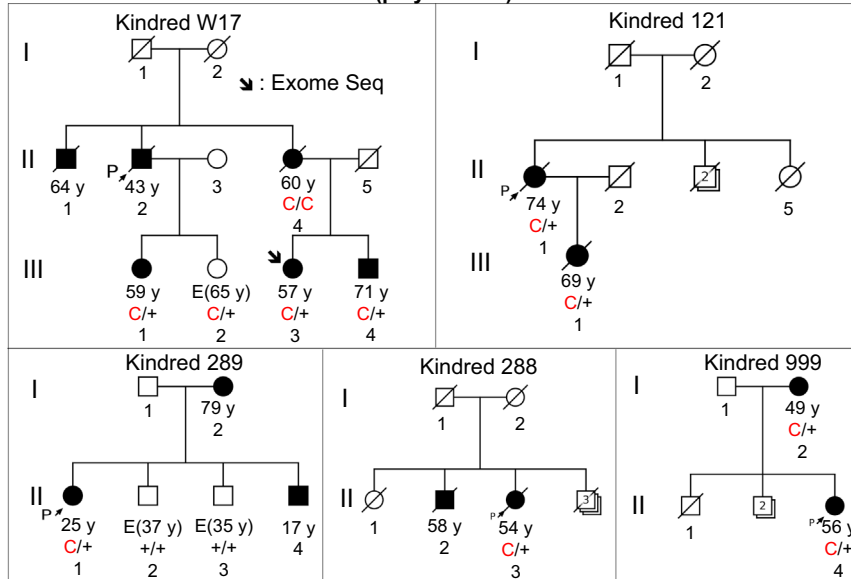 Kindred W17
I
1
2
: Exome Seq
II
P
64 y
43 y
3
60 y
5
1
2
C/C
4
III
59 y
E(65 y)
57 y
71 y
C/+
C/+
C/+
C/+
1
2
3
4
Kindred 121
I
1
2
II
P
2
74 y
2
5
C/+
1
III
69 y
C/+
1
Kindred 289
I
1
79 y
2
II
P
25 y
E(37 y)
E(35 y)
17 y
C/+
+/+
+/+
4
1
2
3
Kindred 288
I
1
2
II
P
3
1
58 y
54 y
2
C/+
3
Kindred 999
I
1
49 y
C/+
2
II
2
P
1
56 y
C/+
4